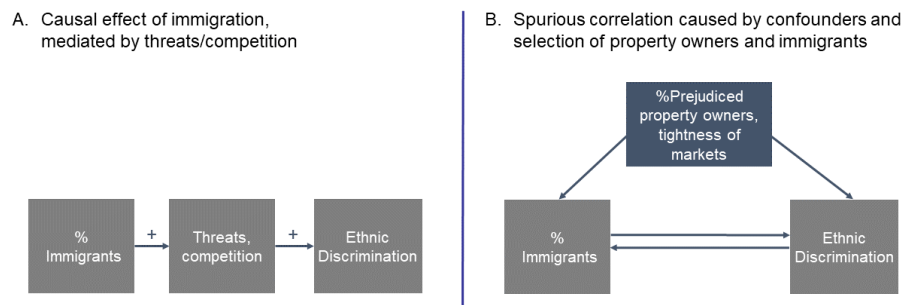 A. Causal effect of immigration,
mediated by threats/competition
%
Immigrants
+
Threats,
competition
+
Ethnic
Discrimination
B. Spurious correlation caused by confounders and
selection of property owners and immigrants
%Prejudiced
property owners,
tightness of
markets
%
Immigrants
Ethnic
Discrimination